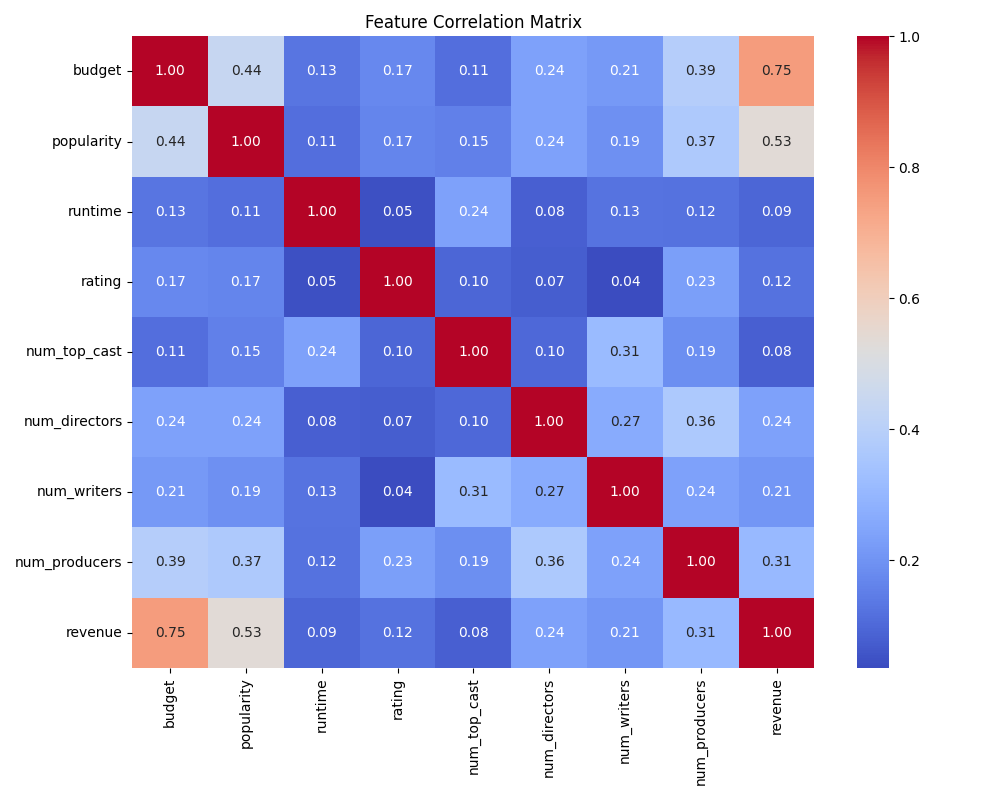 Feature Correlation Matrix
budget 1.00 0.44 0.13 0.17 0.11 0.24 0.21 0.39 0.75
popularity 0.44 1.00 0.11 0.17 0.15 0.24 0.19 0.37 0.53
runtime 0.13 0.11 1.00 0.05 0.24 0.08 0.13 0.12 0.09
rating 0.17 0.17 0.05 1.00 0.10 0.07 0.04 0.23 0.12
num_top_cast 0.11 0.15 0.24 0.10 1.00 0.10 0.31 0.19 0.08
num_directors 0.24 0.24 0.08 0.07 0.10 1.00 0.27 0.36 0.24
num_writers 0.21 0.19 0.13 0.04 0.31 0.27 1.00 0.24 0.21
num_producers 0.39 0.37 0.12 0.23 0.19 0.36 0.24 1.00 0.31
revenue 0.75 0.53 0.09 0.12 0.08 0.24 0.21 0.31 1.00
budget popularity runtime rating num_top_cast num_directors num_writers num_producers revenue
1.0
0.8
0.6
0.4
0.2